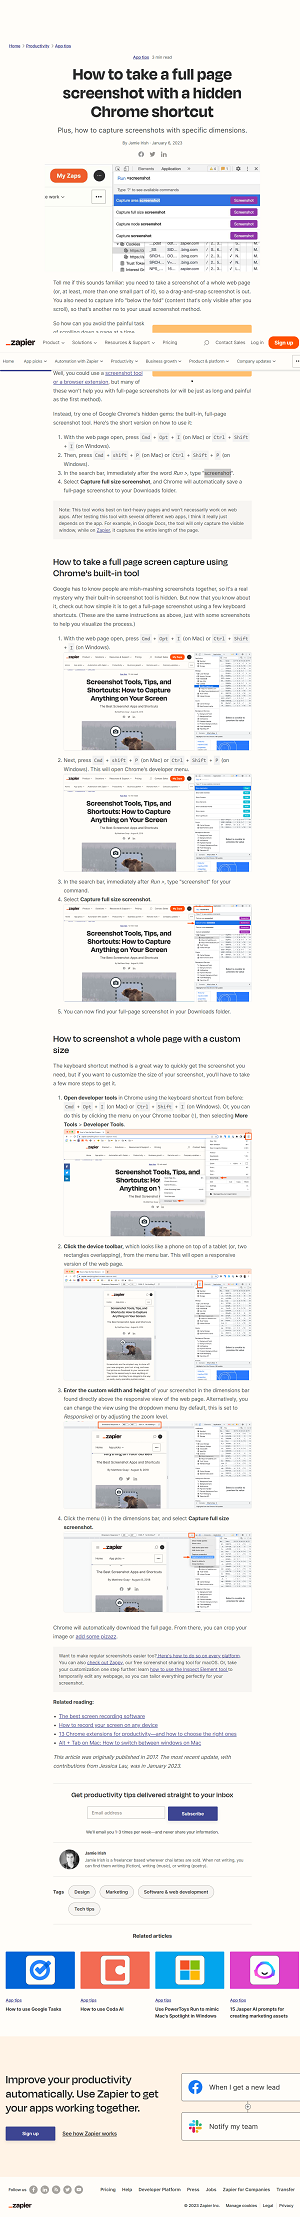 Home / Productivity / App tips
App tips 2 min read
How to take a full page
screenshot with a hidden
Chrome shortcut
Plus, how to capture screenshots with specific dimensions.
By Jamie Irish · January 6, 2023
My Zaps
Elements Application
Run >screenshot
Type '?' to see available commands
Capture area screenshot Screenshot
Capture full size screenshot Screenshot
Capture node screenshot Screenshot
Capture screenshot Screenshot
Tell me if this sounds familiar: you need to take a screenshot of a whole web page
(or, at least, more than one small part of it), so a drag-and-snap screenshot is out.
You also need to capture info "below the fold" (content that's only visible after you
scroll), so that's another no to your usual screenshot method.
So how can you avoid the painful task
zapier Product Solutions Resources & Support Pricing Contact Sales Log in Sign up
Home App picks Automation with Zapier Productivity Business growth Product & platform Company updates
Well, you could use a screenshot tool
or a browser extension, but many of
these won't help you with full-page screenshots (or will be just as long and painful
as the first method).
Instead, try one of Google Chrome's hidden gems: the built-in, full-page
screenshot tool. Here's the short version on how to use it:
1. With the web page open, press Cmd + Opt + I (on Mac) or Ctrl + Shift
+ I (on Windows).
2. Then, press Cmd + Shift + P (on Mac) or Ctrl + Shift + P (on
Windows).
3. In the search bar, immediately after the word Run >, type "screenshot".
4. Select Capture full size screenshot, and Chrome will automatically save a
full-page screenshot to your Downloads folder.
Note: This tool works best on text-heavy pages and won't necessarily work on web
apps. After testing this tool with several different web apps, I think it really just
depends on the app. For example, in Google Docs, the tool will only capture the visible
window, while on Zapier, it captures the entire length of the page.
How to take a full page screen capture using
Chrome's built-in tool
Google has to know people are mish-mashing screenshots together, so it's a real
mystery why their built-in screenshot tool is hidden. But now that you know about
it, check out how simple it is to get a full-page screenshot using a few keyboard
shortcuts. (These are the same instructions as above, just with some screenshots
to help you visualize the process.)
1. With the web page open, press Cmd + Opt + I (on Mac) or Ctrl + Shift
+ I (on Windows).
Screenshot Tools, Tips, and
Shortcuts: How to Capture
Anything on Your Screen
2. Next, press Cmd + shift + P (on Mac) or Ctrl + Shift + P (on
Windows). This will open Chrome's developer menu.
Screenshot Tools, Tips, and
Shortcuts: How to Capture
Anything on Your Screen
3. In the search bar, immediately after Run >, type "screenshot" for your
command.
4. Select Capture full size screenshot.
Screenshot Tools, Tips, and
Shortcuts: How to Capture
Anything on Your Screen
5. You can now find your full-page screenshot in your Downloads folder.
How to screenshot a whole page with a custom
size
The keyboard shortcut method is a great way to quickly get the screenshot you
need, but if you want to customize the size of your screenshot, you'll have to take
a few more steps to get it.
1. Open developer tools in Chrome using the keyboard shortcut from before:
Cmd + Opt + I (on Mac) or Ctrl + Shift + I (on Windows). Or, you can
do this by clicking the menu on your Chrome toolbar (⁝), then selecting More
Tools > Developer Tools.
2. Click the device toolbar, which looks like a phone on top of a tablet (or, two
rectangles overlapping), from the menu bar. This will open a responsive
version of the web page.
3. Enter the custom width and height of your screenshot in the dimensions bar
found directly above the responsive view of the web page. Alternatively, you
can change the view using the dropdown menu (by default, this is set to
Responsive) or by adjusting the zoom level.
4. Click the menu (⁝) in the dimensions bar, and select Capture full size
screenshot.
Chrome will automatically download the full page. From there, you can crop your
image or add some pizzazz.
Want to make regular screenshots easier too? Here's how to do so on every platform.
You can also check out Zappy, our free screenshot sharing tool for macOS. Or, take
your customization one step further: learn how to use the Inspect Element tool to
temporarily edit any webpage, so you can tailor everything perfectly for your
screenshot.
Related reading:
The best screen recording software
How to record your screen on any device
13 Chrome extensions for productivity—and how to choose the right ones
Alt + Tab on Mac: How to switch between windows on Mac
This article was originally published in 2017. The most recent update, with
contributions from Jessica Lau, was in January 2023.
Get productivity tips delivered straight to your inbox
Email address Subscribe
We'll email you 1-3 times per week—and never share your information.
Jamie Irish
Jamie Irish is a freelancer based wherever chai lattes are sold. When not writing, you
can find them writing (fiction), writing (music), or writing (poetry).
Tags Design Marketing Software & web development
Tech tips
Related articles
App tips App tips App tips App tips
How to use Google Tasks
How to use Coda AI
Use PowerToys Run to mimic
Mac's Spotlight in Windows
15 Jasper AI prompts for
creating marketing assets
Improve your productivity
automatically. Use Zapier to get
your apps working together.
Sign up See how Zapier works
When I get a new lead
Notify my team
Follow us
Pricing Help Developer Platform Press Jobs Zapier for Companies Transfer
zapier
© 2023 Zapier Inc. Manage cookies Legal Privacy